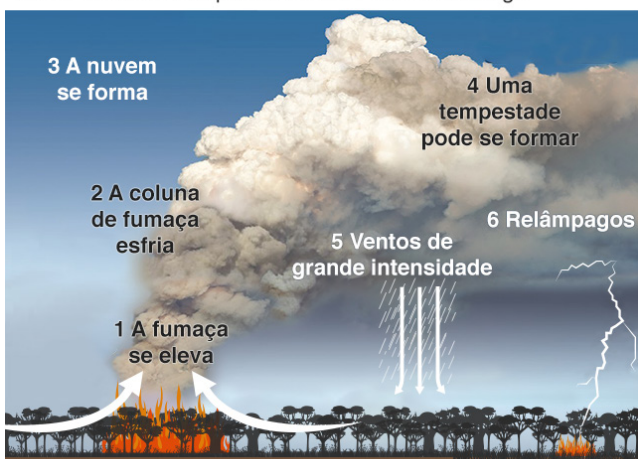 3 A nuvem
se forma
4 Uma
tempestade
pode se formar
2 A coluna
de fumaça
esfria
5 Ventos de
grande intensidade
6 Relâmpagos
1 A fumaça
se eleva